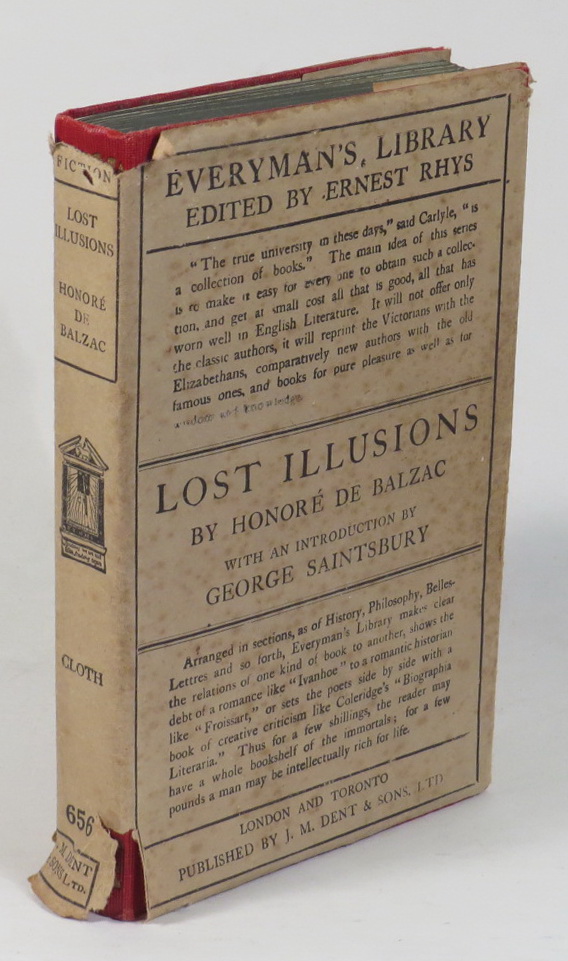 FICTION
LOST
ILLUSIONS
HONORÉ
DE
BALZAC
CLOTH
656
J. M. DENT
& SONS LTD.
EVERYMAN'S LIBRARY
EDITED BY ERNEST RHYS
"The true university in these days," said Carlyle, "is
a collection of books." The main idea of this series
is to make it easy for every one to obtain such a collec-
tion, and get at small cost all that is good, all that has
worn well in English Literature. It will not offer only
the classic authors, it will reprint the Victorians with the
Elizabethans, comparatively new authors with the old
famous ones, and books for pure pleasure as well as for
wisdom and knowledge.
LOST ILLUSIONS
BY HONORÉ DE BALZAC
WITH AN INTRODUCTION BY
GEORGE SAINTSBURY
Arranged in sections, as of History, Philosophy, Belles-
Lettres and so forth, Everyman's Library makes clear
the relations of one kind of book to another, shows the
debt of a romance like "Ivanhoe" to a romantic historian
like "Froissart," or sets the poets side by side with a
book of creative criticism like Coleridge's "Biographia
Literaria." Thus for a few shillings, the reader may
have a whole bookshelf of the immortals; for a few
pounds a man may be intellectually rich for life.
LONDON AND TORONTO
PUBLISHED BY J. M. DENT & SONS. LTD